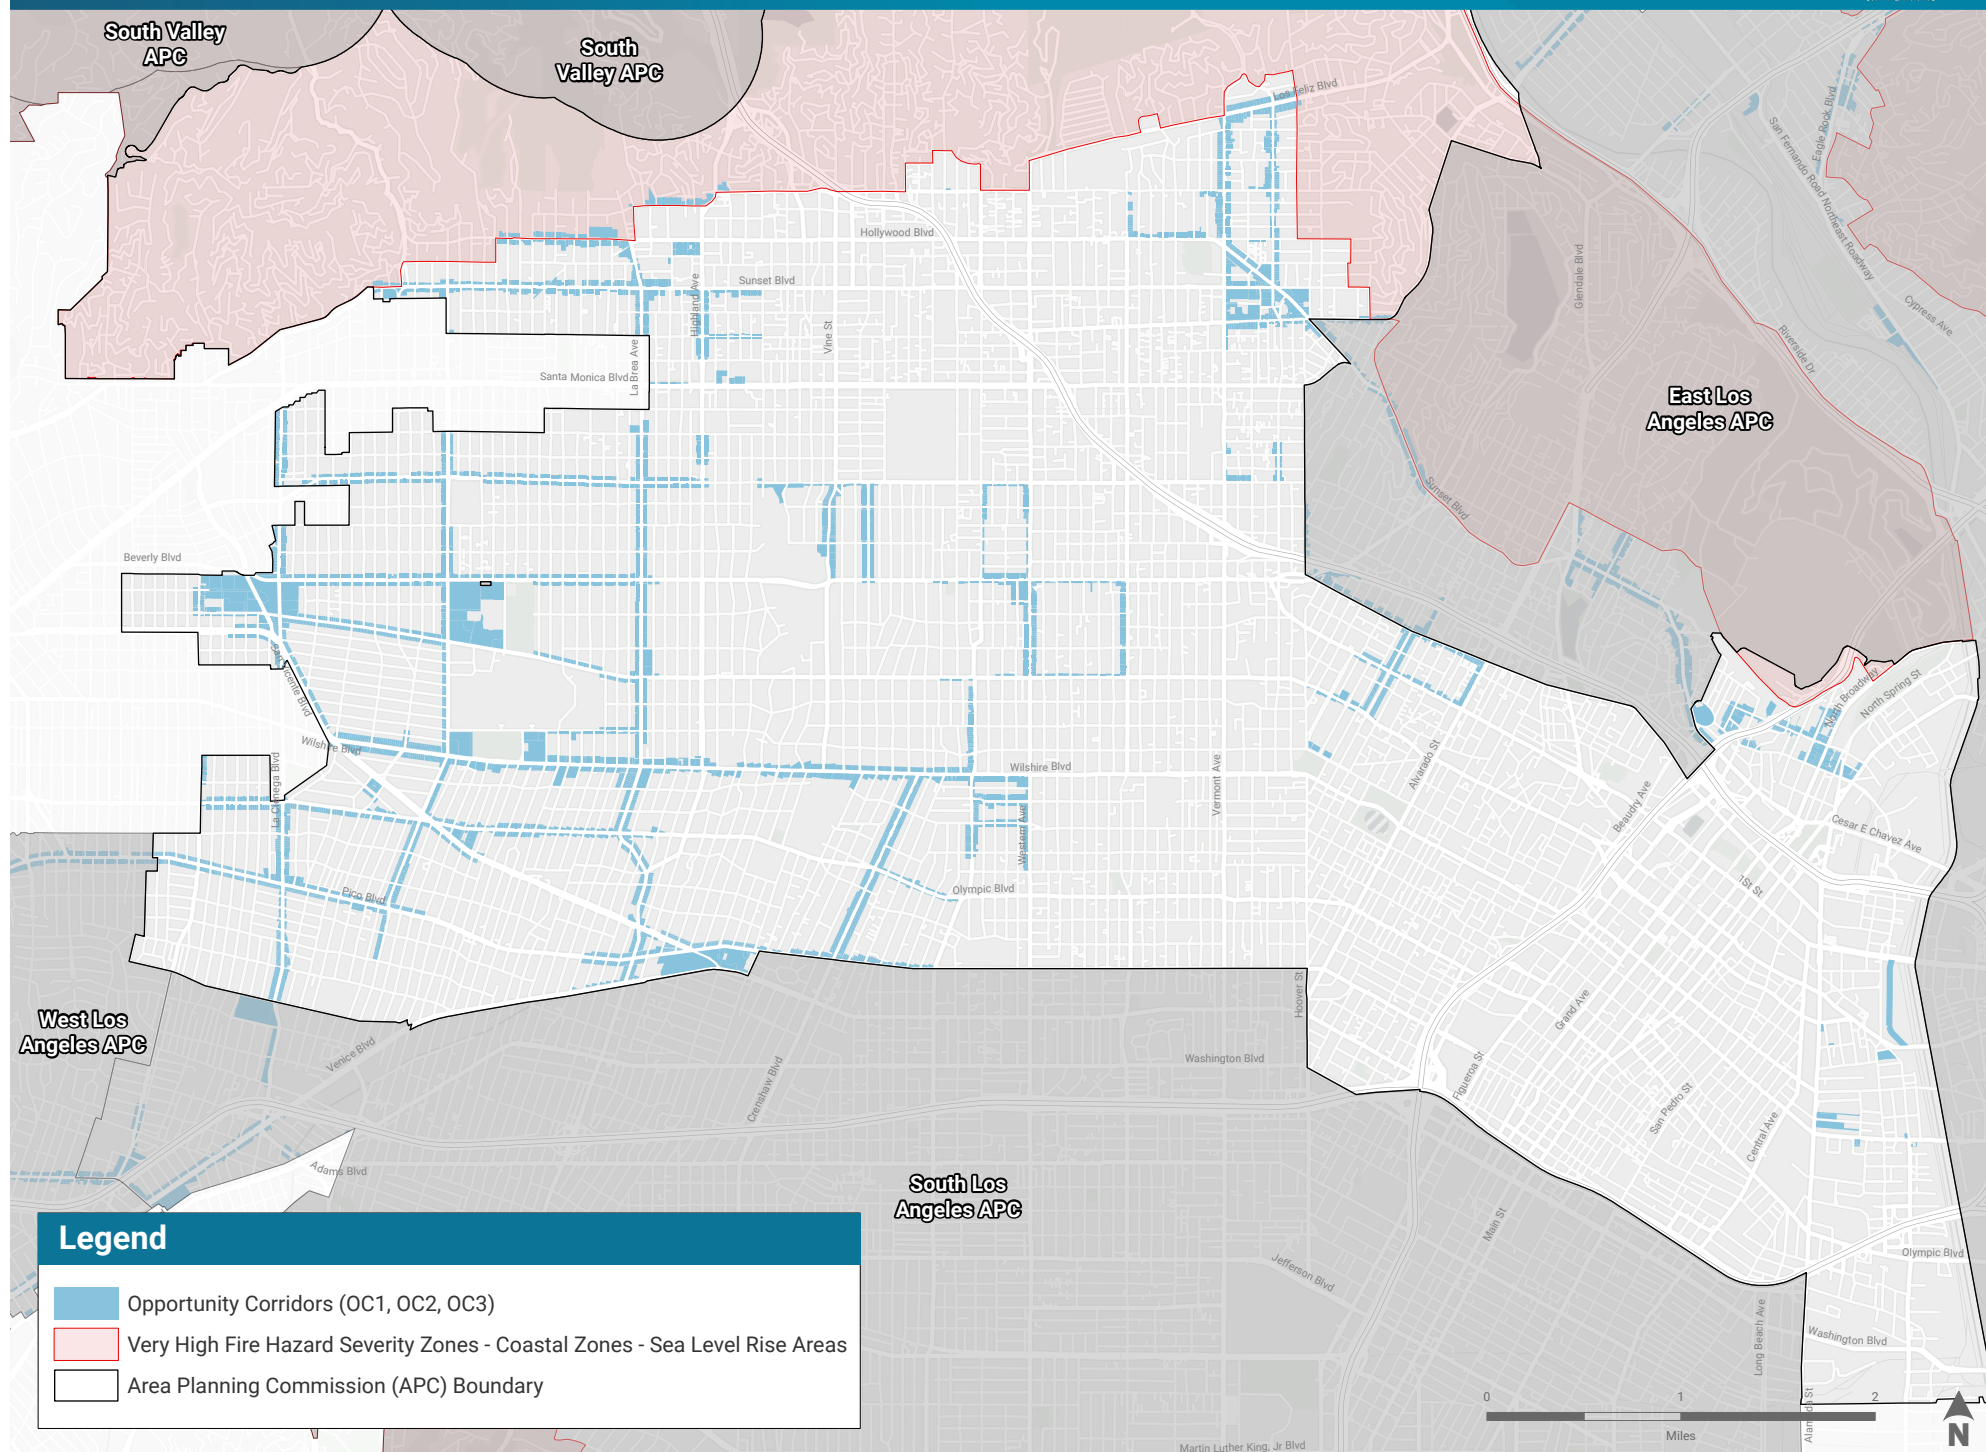 South Valley
APC
South
Valley APC
Los Feliz Blvd
Eagle Rock Blvd
San Fernando Road Northeast Roadway
Cypress Ave
Riverside Dr
Glendale Blvd
Hollywood Blvd
Sunset Blvd
Highland Ave
Vine St
La Brea Ave
Santa Monica Blvd
East Los
Angeles APC
Sunset Blvd
Beverly Blvd
San Vicente Blvd
Wilshire Blvd
La Cienega Blvd
Wilshire Blvd
Western Ave
Vermont Ave
Alvarado St
Beaudry Ave
North Broadway
North Spring St
Cesar E Chavez Ave
1St St
Pico Blvd
Olympic Blvd
Hoover St
Grand Ave
Figueroa St
San Pedro St
Central Ave
West Los
Angeles APC
Venice Blvd
Crenshaw Blvd
Washington Blvd
Adams Blvd
South Los
Angeles APC
Main St
Jefferson Blvd
Olympic Blvd
Long Beach Ave
Washington Blvd
Alameda St
Martin Luther King, Jr Blvd
Legend
Opportunity Corridors (OC1, OC2, OC3)
Very High Fire Hazard Severity Zones - Coastal Zones - Sea Level Rise Areas
Area Planning Commission (APC) Boundary
0 1 2
Miles
N